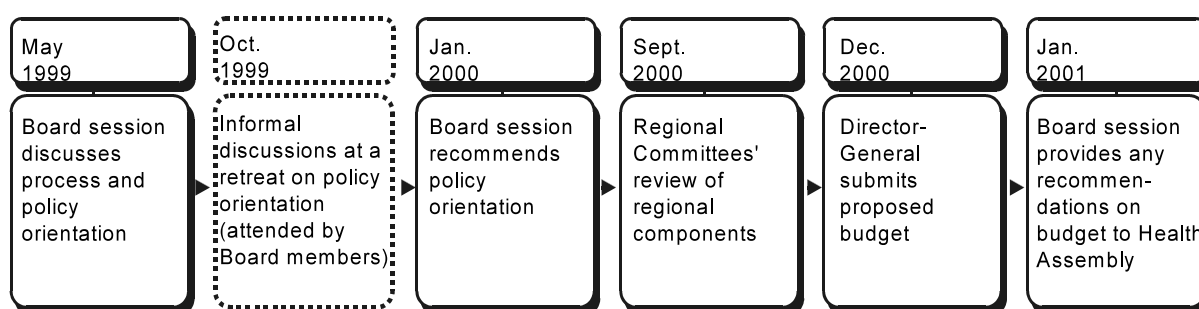 May
1999
Oct.
1999
Jan.
2000
Sept.
2000
Dec.
2000
Jan.
2001
Board session
discusses
process and
policy
orientation
Informal
discussions at a
retreat on policy
orientation
(attended by
Board members)
Board session
recommends
policy
orientation
Regional
Committees'
review of
regional
components
Director-
General
submits
proposed
budget
Board session
provides any
recommen-
dations on
budget to Health
Assembly